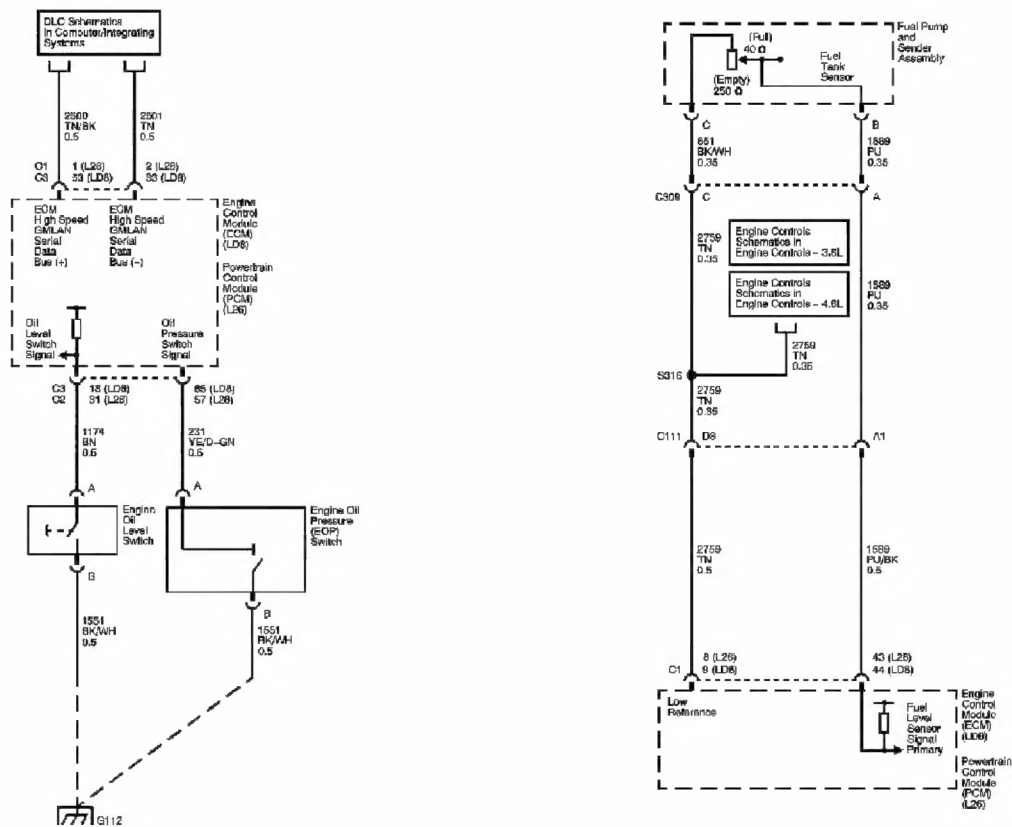 DLC Schematics
in Computer/Integrating
Systems
2500
TN/BK
0.5
2501
TN
0.5
C1 1 (L26) 2 (L26)
C3 53 (LD8) 33 (LD8)
ECM
High Speed
GMLAN
Serial
Data
Bus (+)
ECM
High Speed
GMLAN
Serial
Data
Bus (−)
Engine
Control
Module
(ECM)
(LD8)
Powertrain
Control
Module
(PCM)
(L26)
Oil
Level
Switch
Signal
Oil
Pressure
Switch
Signal
C3 18 (LD8) 65 (LD8)
C2 31 (L26) 57 (L26)
1174
BN
0.5
231
YE/D-GN
0.5
A
A
Engine
Oil
Level
Switch
Engine Oil
Pressure
(EOP)
Switch
B
B
1551
BK/WH
0.5
1551
BK/WH
0.5
G112
Fuel Pump
and
Sender
Assembly
(Full)
40 Ω
(Empty)
250 Ω
Fuel
Tank
Sensor
C
B
651
BK/WH
0.35
1589
PU
0.35
C309 C A
2759
TN
0.35
Engine Controls
Schematics in
Engine Controls – 3.8L
Engine Controls
Schematics in
Engine Controls – 4.6L
1589
PU
0.35
2759
TN
0.35
S316
2759
TN
0.35
C111 D8 A1
2759
TN
0.5
1589
PU/BK
0.5
8 (L26) 43 (L26)
C1 9 (LD8) 44 (LD8)
Low
Reference
Fuel
Level
Sensor
Signal
Primary
Engine
Control
Module
(ECM)
(LD8)
Powertrain
Control
Module
(PCM)
(L26)